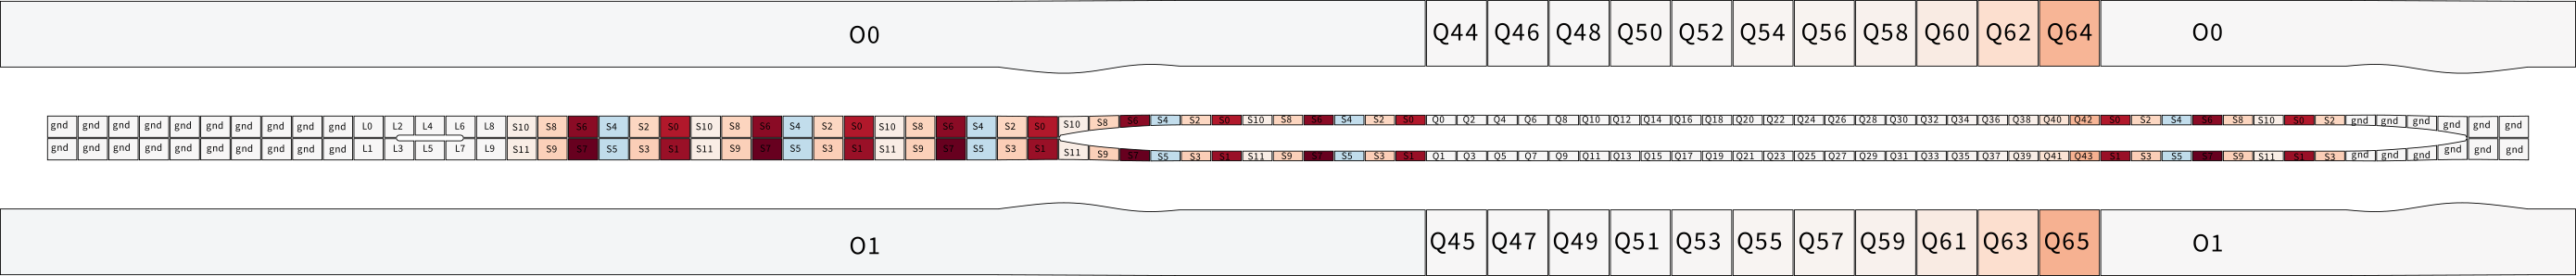 O0 Q44 Q46 Q48 Q50 Q52 Q54 Q56 Q58 Q60 Q62 Q64 O0
gnd gnd gnd gnd gnd gnd gnd gnd gnd gnd L0 L2 L4 L6 L8 S10 S8 S6 S4 S2 S0 S10 S8 S6 S4 S2 S0 S10 S8 S6 S4 S2 S0 S10 S8 S6 S4 S2 S0 S10 S8 S6 S4 S2 S0 Q0 Q2 Q4 Q6 Q8 Q10 Q12 Q14 Q16 Q18 Q20 Q22 Q24 Q26 Q28 Q30 Q32 Q34 Q36 Q38 Q40 Q42 S0 S2 S4 S6 S8 S10 S0 S2 gnd gnd gnd gnd gnd gnd
gnd gnd gnd gnd gnd gnd gnd gnd gnd gnd L1 L3 L5 L7 L9 S11 S9 S7 S5 S3 S1 S11 S9 S7 S5 S3 S1 S11 S9 S7 S5 S3 S1 S11 S9 S7 S5 S3 S1 S11 S9 S7 S5 S3 S1 Q1 Q3 Q5 Q7 Q9 Q11 Q13 Q15 Q17 Q19 Q21 Q23 Q25 Q27 Q29 Q31 Q33 Q35 Q37 Q39 Q41 Q43 S1 S3 S5 S7 S9 S11 S1 S3 gnd gnd gnd gnd gnd gnd
O1 Q45 Q47 Q49 Q51 Q53 Q55 Q57 Q59 Q61 Q63 Q65 O1